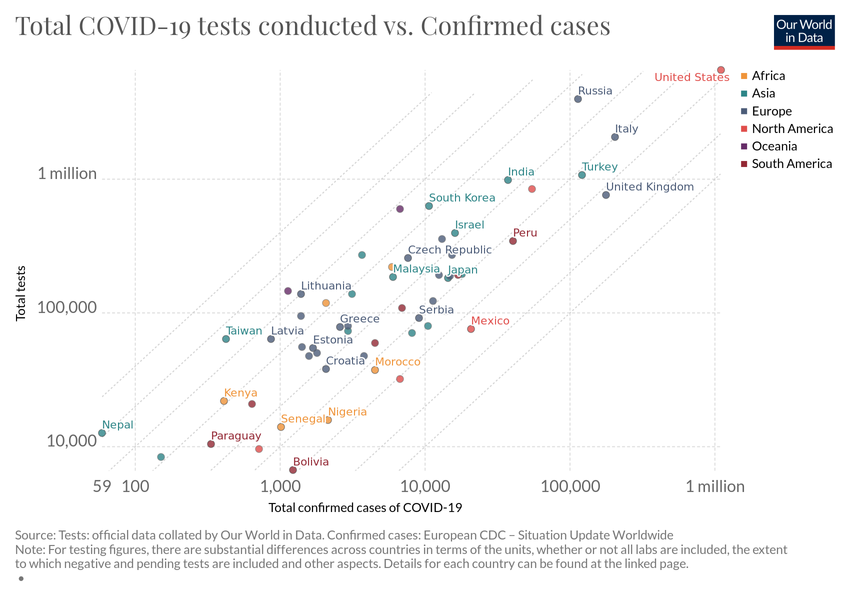 Total COVID-19 tests conducted vs. Confirmed cases
Our World
in Data
United States
Africa
Asia
Europe
North America
Oceania
South America
Russia
Italy
India
Turkey
United Kingdom
South Korea
Israel
Peru
Czech Republic
Malaysia
Japan
Lithuania
Serbia
Mexico
Greece
Taiwan
Latvia
Estonia
Croatia
Morocco
Kenya
Senegal
Nigeria
Nepal
Paraguay
Bolivia
Total tests
1 million
100,000
10,000
59
100
1,000
10,000
100,000
1 million
Total confirmed cases of COVID-19
Source: Tests: official data collated by Our World in Data. Confirmed cases: European CDC – Situation Update Worldwide
Note: For testing figures, there are substantial differences across countries in terms of the units, whether or not all labs are included, the extent
to which negative and pending tests are included and other aspects. Details for each country can be found at the linked page.